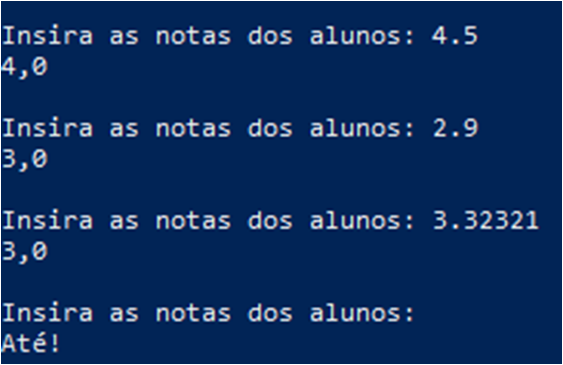 Insira as notas dos alunos: 4.5
4,0
Insira as notas dos alunos: 2.9
3,0
Insira as notas dos alunos: 3.32321
3,0
Insira as notas dos alunos:
Até!